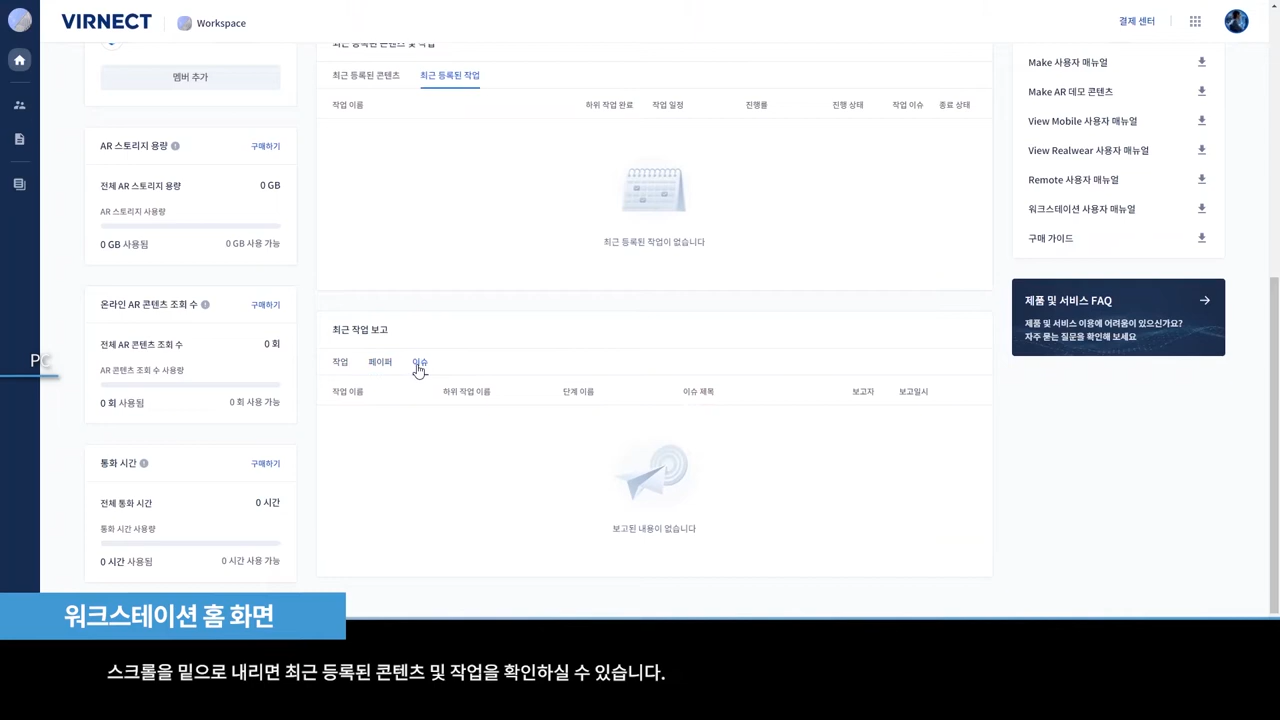 VIRNECT
Workspace
결제 센터
최근 등록된 콘텐츠 및 작업
멤버 추가
최근 등록된 콘텐츠
최근 등록된 작업
작업 이름
하위 작업 완료
작업 일정
진행률
진행 상태
작업 이슈
종료 상태
최근 등록된 작업이 없습니다
AR 스토리지 용량
구매하기
전체 AR 스토리지 용량
0 GB
AR 스토리지 사용량
0 GB 사용됨
0 GB 사용 가능
온라인 AR 콘텐츠 조회 수
구매하기
전체 AR 콘텐츠 조회 수
0 회
AR 콘텐츠 조회 수 사용량
0 회 사용됨
0 회 사용 가능
통화 시간
구매하기
전체 통화 시간
0 시간
통화 시간 사용량
0 시간 사용됨
0 시간 사용 가능
최근 작업 보고
작업
페이퍼
이슈
작업 이름
하위 작업 이름
단계 이름
이슈 제목
보고자
보고일시
보고된 내용이 없습니다
Make 사용자 매뉴얼
Make AR 데모 콘텐츠
View Mobile 사용자 매뉴얼
View Realwear 사용자 매뉴얼
Remote 사용자 매뉴얼
워크스테이션 사용자 매뉴얼
구매 가이드
제품 및 서비스 FAQ
제품 및 서비스 이용에 어려움이 있으신가요?
자주 묻는 질문을 확인해 보세요
PC
워크스테이션 홈 화면
스크롤을 밑으로 내리면 최근 등록된 콘텐츠 및 작업을 확인하실 수 있습니다.